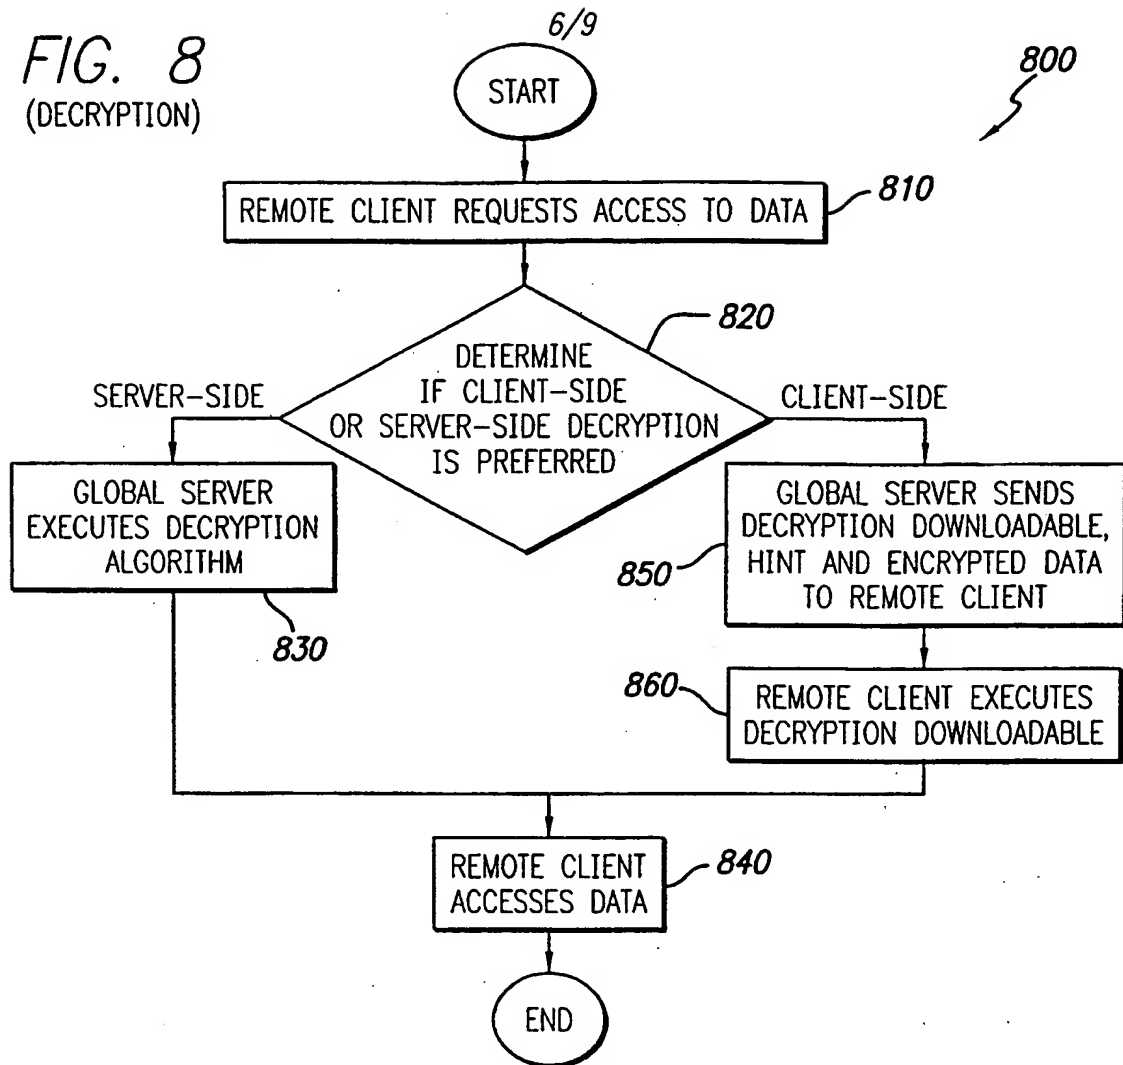 6/9
FIG. 8
(DECRYPTION)
800
START
REMOTE CLIENT REQUESTS ACCESS TO DATA
810
820
DETERMINE
IF CLIENT-SIDE
OR SERVER-SIDE DECRYPTION
IS PREFERRED
SERVER-SIDE
CLIENT-SIDE
GLOBAL SERVER
EXECUTES DECRYPTION
ALGORITHM
830
GLOBAL SERVER SENDS
DECRYPTION DOWNLOADABLE,
HINT AND ENCRYPTED DATA
TO REMOTE CLIENT
850
860
REMOTE CLIENT EXECUTES
DECRYPTION DOWNLOADABLE
REMOTE CLIENT
ACCESSES DATA
840
END